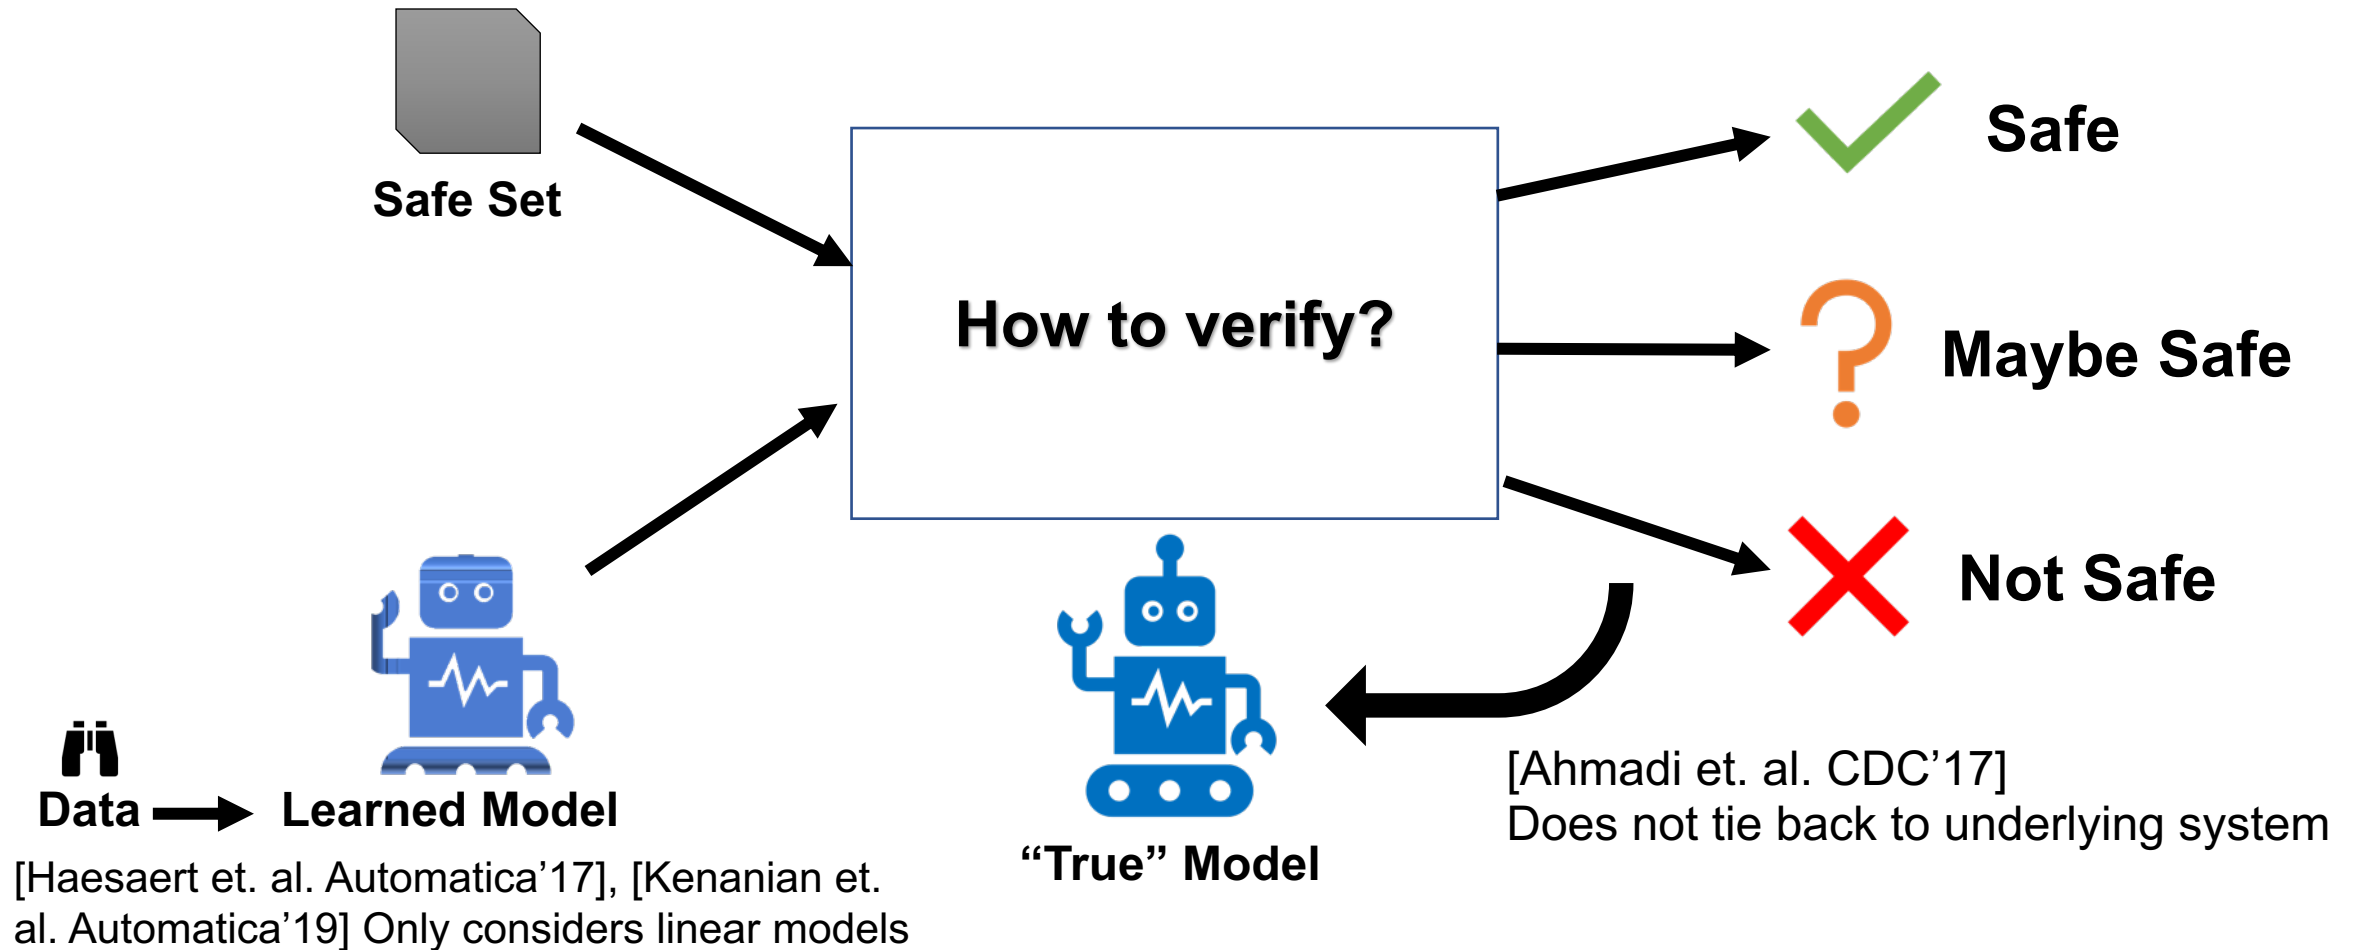 Safe Set
How to verify?
Safe
Maybe Safe
Not Safe
Data
Learned Model
[Haesaert et. al. Automatica’17], [Kenanian et.
al. Automatica’19] Only considers linear models
“True” Model
[Ahmadi et. al. CDC’17]
Does not tie back to underlying system